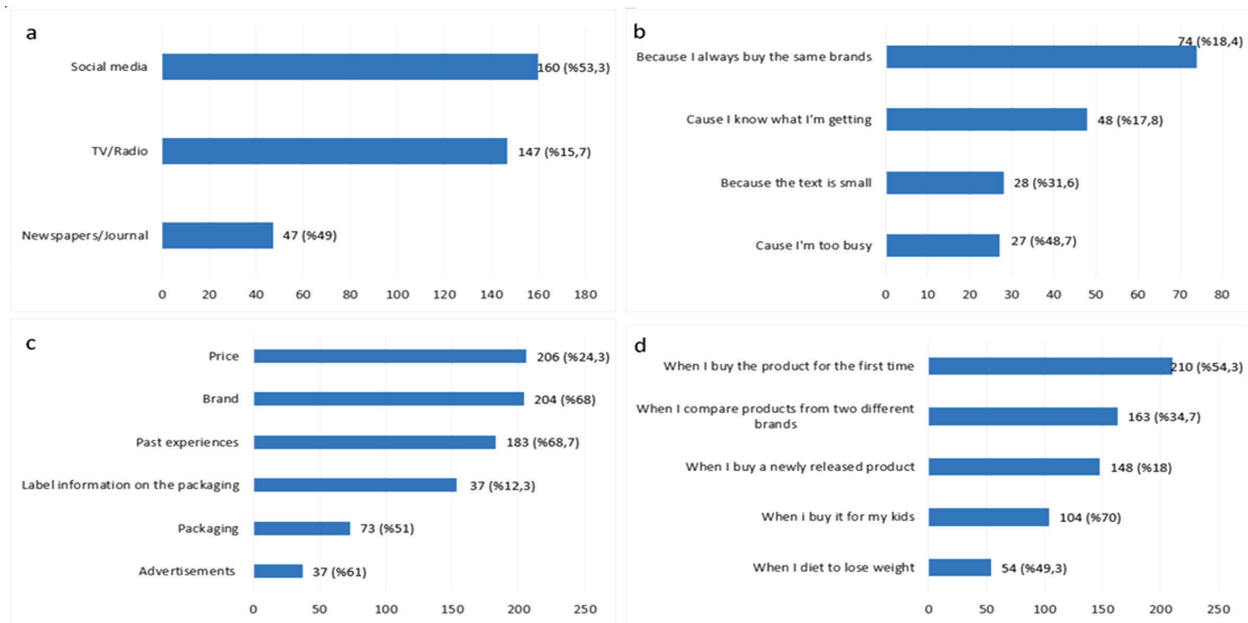 a
Social media
160 (%53,3)
TV/Radio
147 (%15,7)
Newspapers/Journal
47 (%49)
0 20 40 60 80 100 120 140 160 180
b
Because I always buy the same brands
74 (%18,4)
Cause I know what I'm getting
48 (%17,8)
Because the text is small
28 (%31,6)
Cause I'm too busy
27 (%48,7)
0 10 20 30 40 50 60 70 80
c
Price
206 (%24,3)
Brand
204 (%68)
Past experiences
183 (%68,7)
Label information on the packaging
37 (%12,3)
Packaging
73 (%51)
Advertisements
37 (%61)
0 50 100 150 200 250
d
When I buy the product for the first time
210 (%54,3)
When I compare products from two different
brands
163 (%34,7)
When I buy a newly released product
148 (%18)
When i buy it for my kids
104 (%70)
When I diet to lose weight
54 (%49,3)
0 50 100 150 200 250